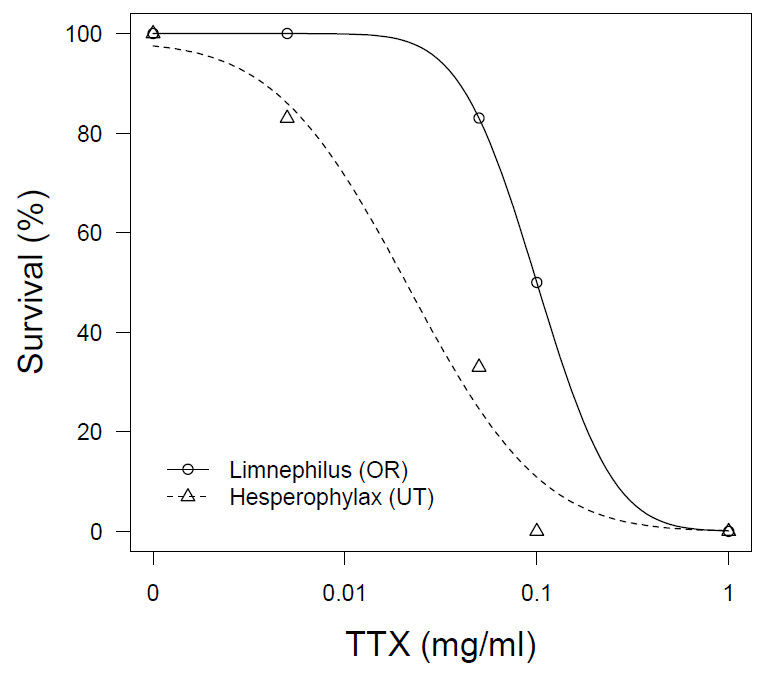 Survival (%)
100
80
60
40
20
0
Limnephilus (OR)
Hesperophylax (UT)
0 0.01 0.1 1
TTX (mg/ml)